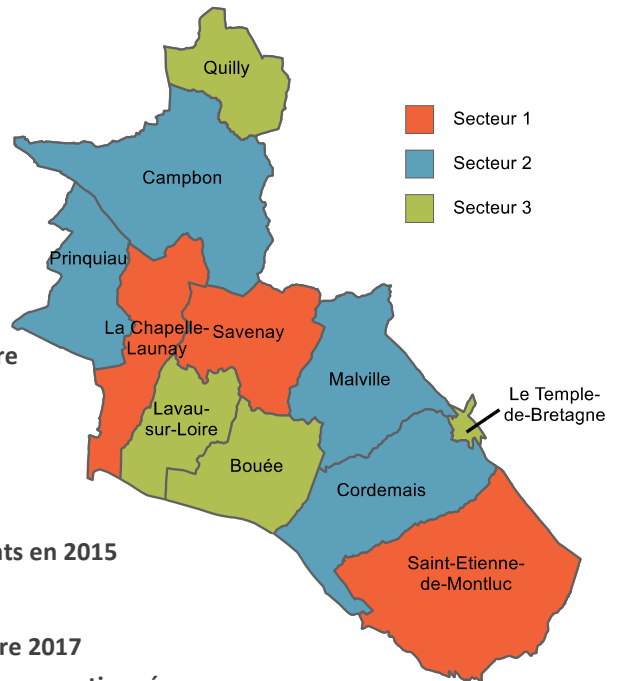 Quilly
Secteur 1
Secteur 2
Secteur 3
Campbon
Prinquiau
La Chapelle-
Launay
Savenay
Malville
Le Temple-
de-Bretagne
Lavau-
sur-Loire
Bouée
Cordemais
Saint-Etienne-
de-Montluc
re
ts en 2015
re 2017